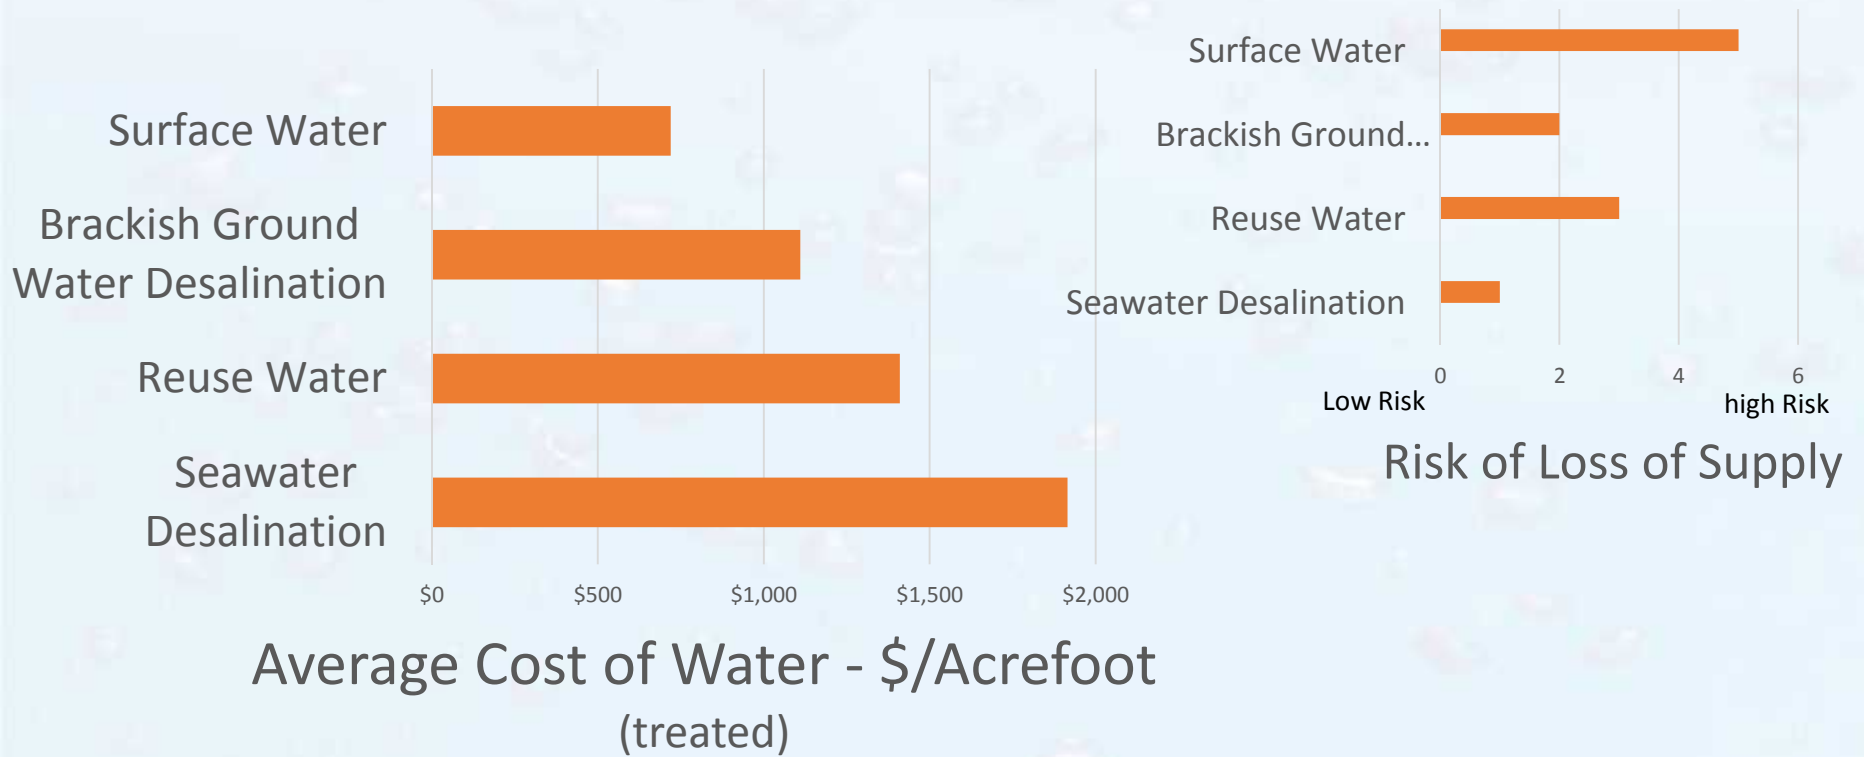 Surface Water
Brackish Ground
Water Desalination
Reuse Water
Seawater
Desalination
$0 $500 $1,000 $1,500 $2,000
Average Cost of Water - $/Acrefoot
(treated)
Surface Water
Brackish Ground...
Reuse Water
Seawater Desalination
0 2 4 6
Low Risk high Risk
Risk of Loss of Supply